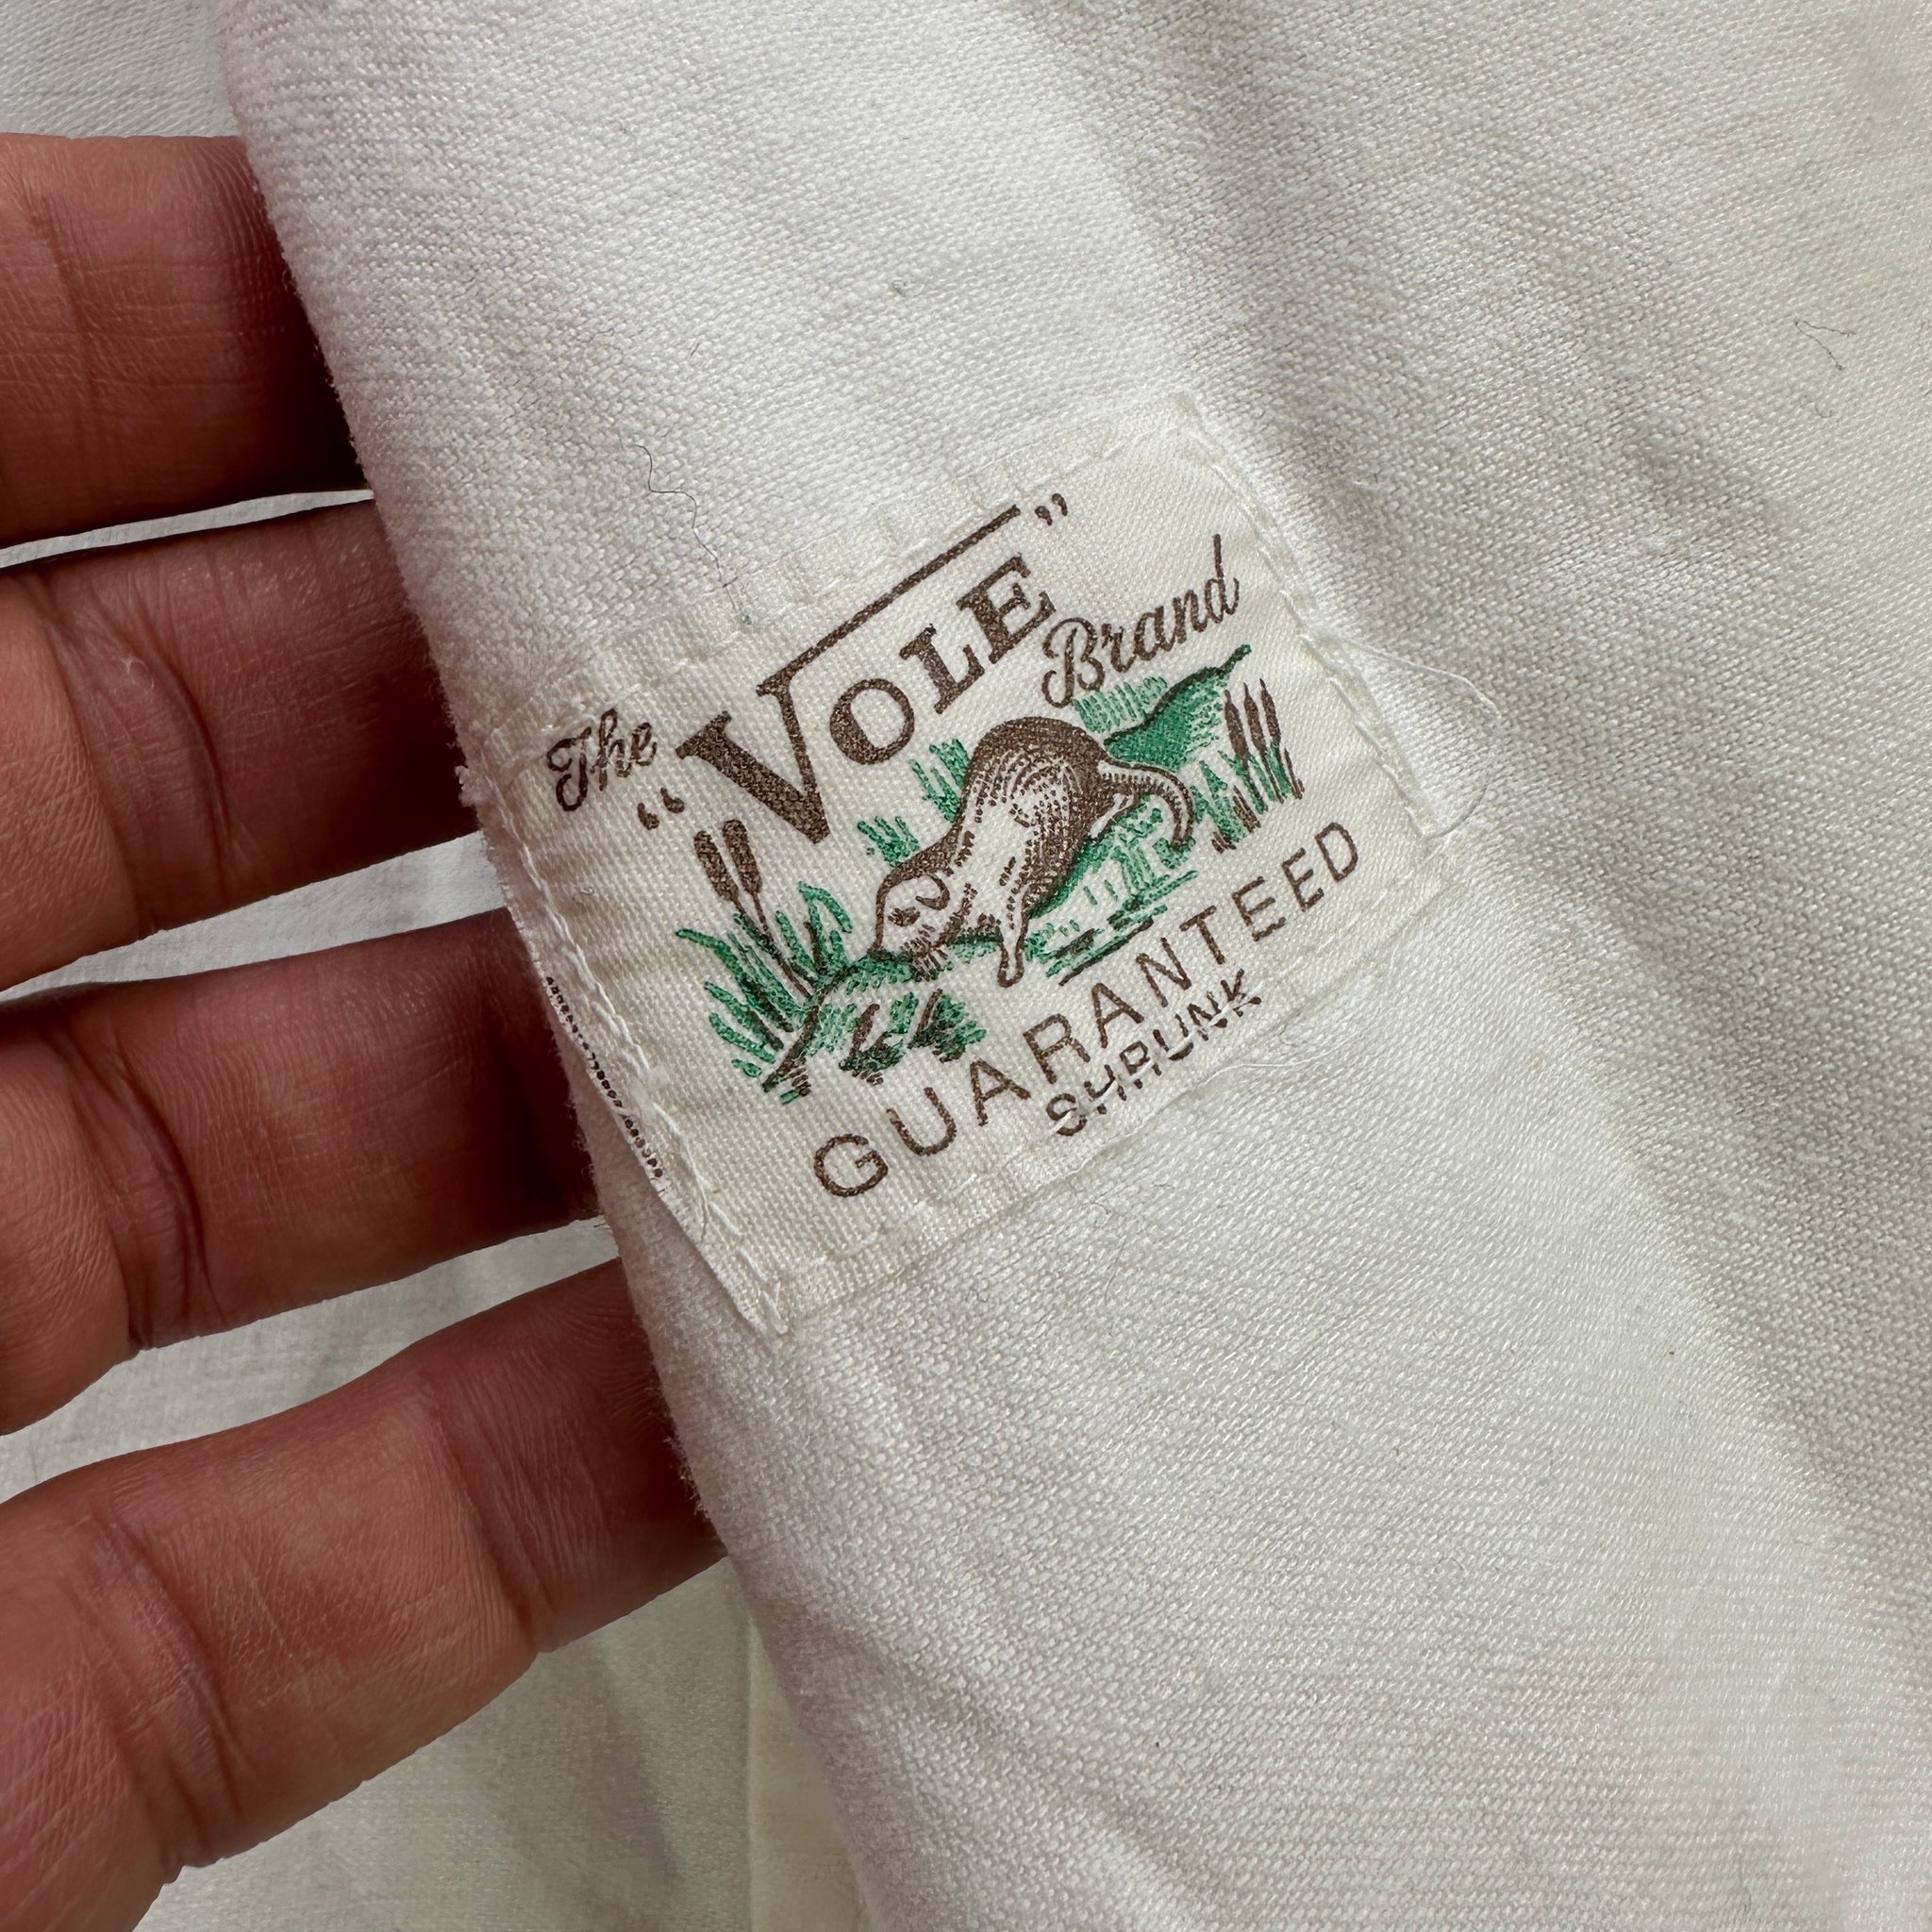 The
“VOLE”
Brand
GUARANTEED
SHRUNK